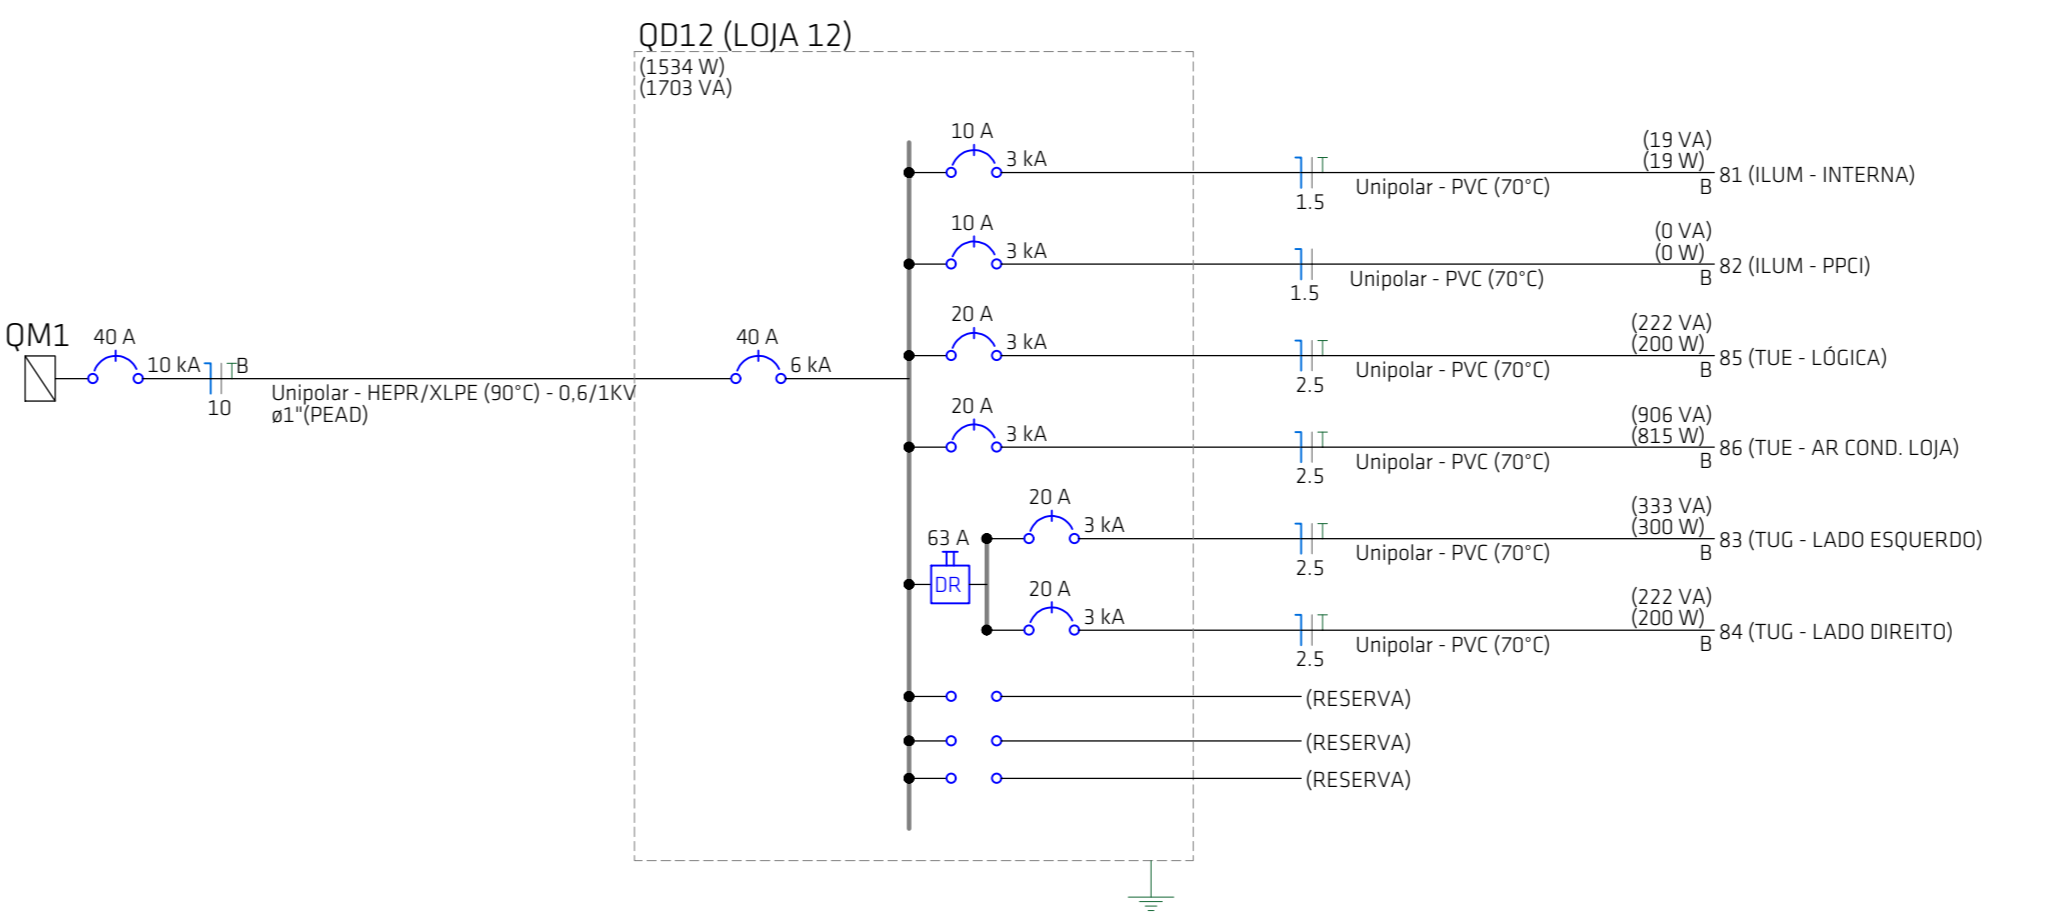 QD12 (LOJA 12)
(1534 W)
(1703 VA)
QM1
40 A
10 kA
T
B
10
Unipolar - HEPR/XLPE (90°C) - 0,6/1KV
ø1"(PEAD)
40 A
6 kA
10 A
3 kA
T
1.5
Unipolar - PVC (70°C)
(19 VA)
(19 W)
B
81 (ILUM - INTERNA)
10 A
3 kA
1.5
Unipolar - PVC (70°C)
(0 VA)
(0 W)
B
82 (ILUM - PPCI)
20 A
3 kA
T
2.5
Unipolar - PVC (70°C)
(222 VA)
(200 W)
B
85 (TUE - LÓGICA)
20 A
3 kA
T
2.5
Unipolar - PVC (70°C)
(906 VA)
(815 W)
B
86 (TUE - AR COND. LOJA)
63 A
DR
20 A
3 kA
T
2.5
Unipolar - PVC (70°C)
(333 VA)
(300 W)
B
83 (TUG - LADO ESQUERDO)
20 A
3 kA
T
2.5
Unipolar - PVC (70°C)
(222 VA)
(200 W)
B
84 (TUG - LADO DIREITO)
(RESERVA)
(RESERVA)
(RESERVA)